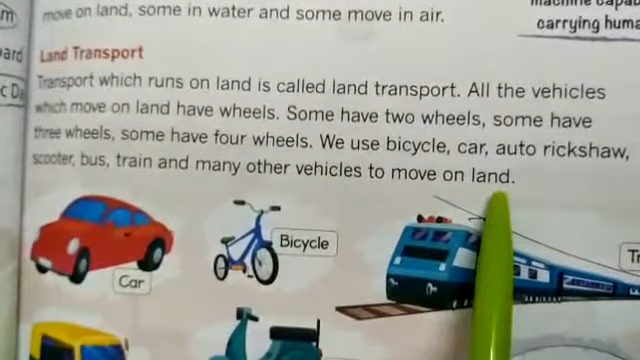 move on land, some in water and some move in air.
carrying huma
Land Transport
Transport which runs on land is called land transport. All the vehicles
which move on land have wheels. Some have two wheels, some have
three wheels, some have four wheels. We use bicycle, car, auto rickshaw,
scooter, bus, train and many other vehicles to move on land.
Bicycle
Car